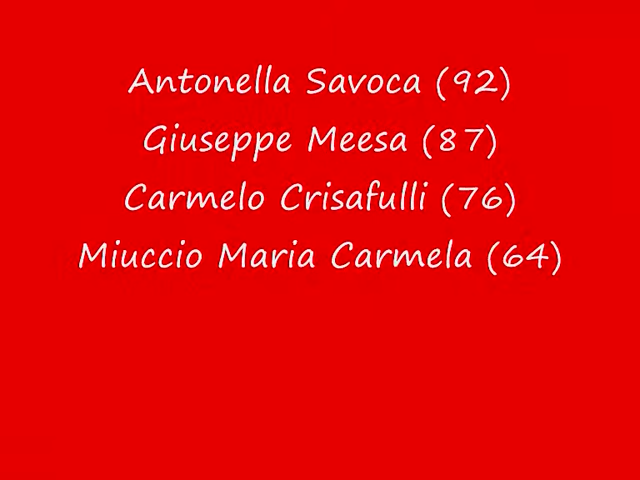 Antonella Savoca (92)
Giuseppe Meesa (87)
Carmelo Crisafulli (76)
Miuccio Maria Carmela (64)